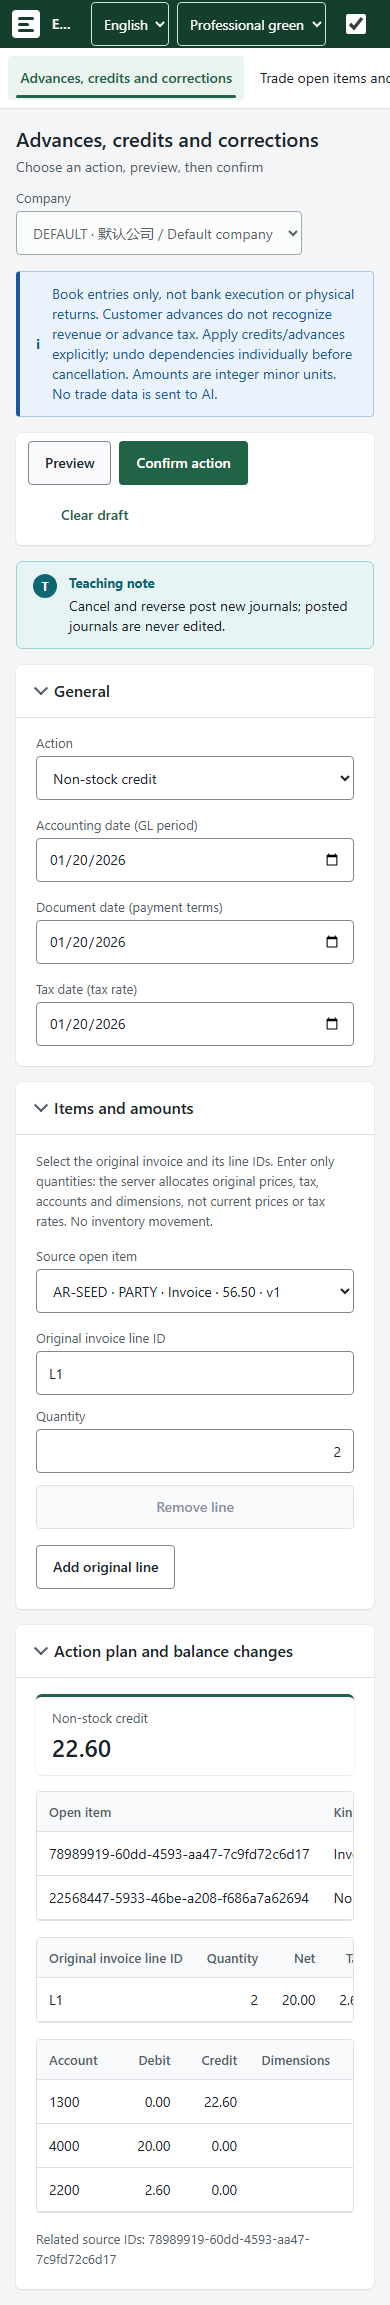 E...
English
Professional green
Advances, credits and corrections
Trade open items and
Advances, credits and corrections
Choose an action, preview, then confirm
Company
DEFAULT · 默认公司 / Default company
i
Book entries only, not bank execution or physical
returns. Customer advances do not recognize
revenue or advance tax. Apply credits/advances
explicitly; undo dependencies individually before
cancellation. Amounts are integer minor units.
No trade data is sent to AI.
Preview
Confirm action
Clear draft
T
Teaching note
Cancel and reverse post new journals; posted
journals are never edited.
General
Action
Non-stock credit
Accounting date (GL period)
01/20/2026
Document date (payment terms)
01/20/2026
Tax date (tax rate)
01/20/2026
Items and amounts
Select the original invoice and its line IDs. Enter only
quantities: the server allocates original prices, tax,
accounts and dimensions, not current prices or tax
rates. No inventory movement.
Source open item
AR-SEED · PARTY · Invoice · 56.50 · v1
Original invoice line ID
L1
Quantity
2
Remove line
Add original line
Action plan and balance changes
Non-stock credit
22.60
Open item Kin
78989919-60dd-4593-aa47-7c9fd72c6d17 Inv
22568447-5933-46be-a208-f686a7a62694 No
Original invoice line ID Quantity Net Ta
L1 2 20.00 2.6
Account Debit Credit Dimensions
1300 0.00 22.60
4000 20.00 0.00
2200 2.60 0.00
Related source IDs: 78989919-60dd-4593-aa47-
7c9fd72c6d17